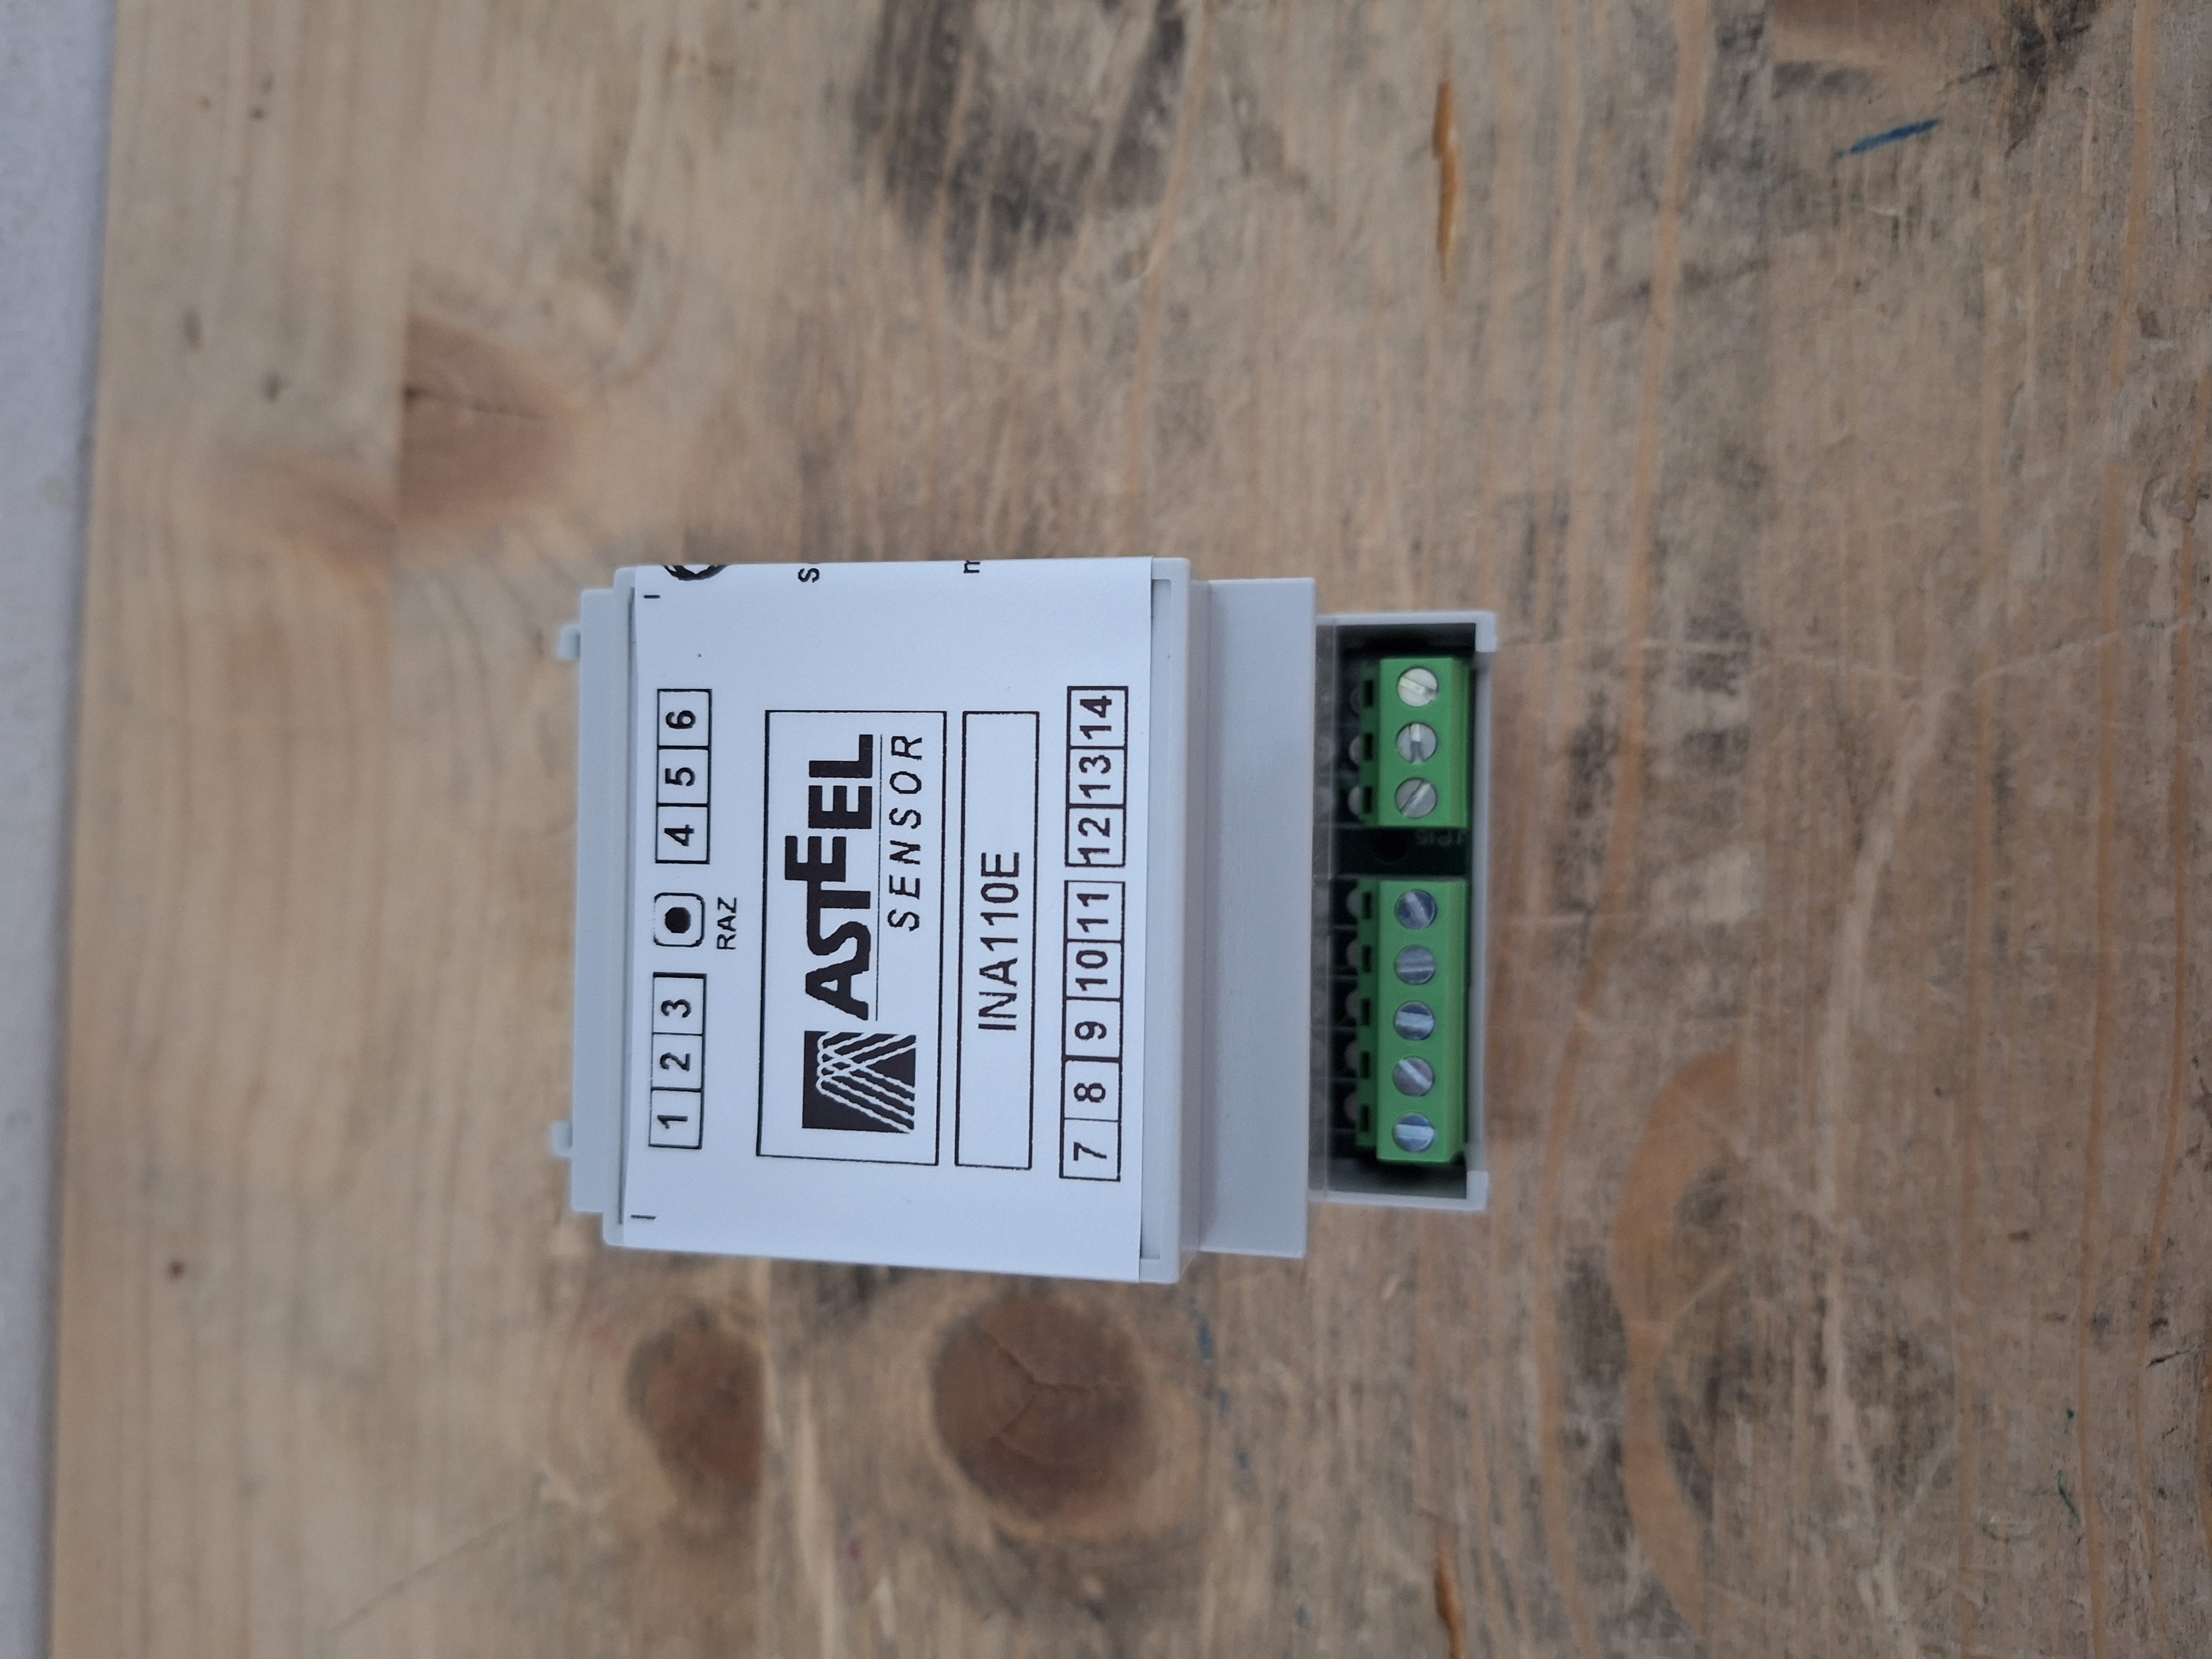 1 2 3 4 5 6
RAZ
ASTEEL
SENSOR
INA110E
7 8 9 10 11 12 13 14